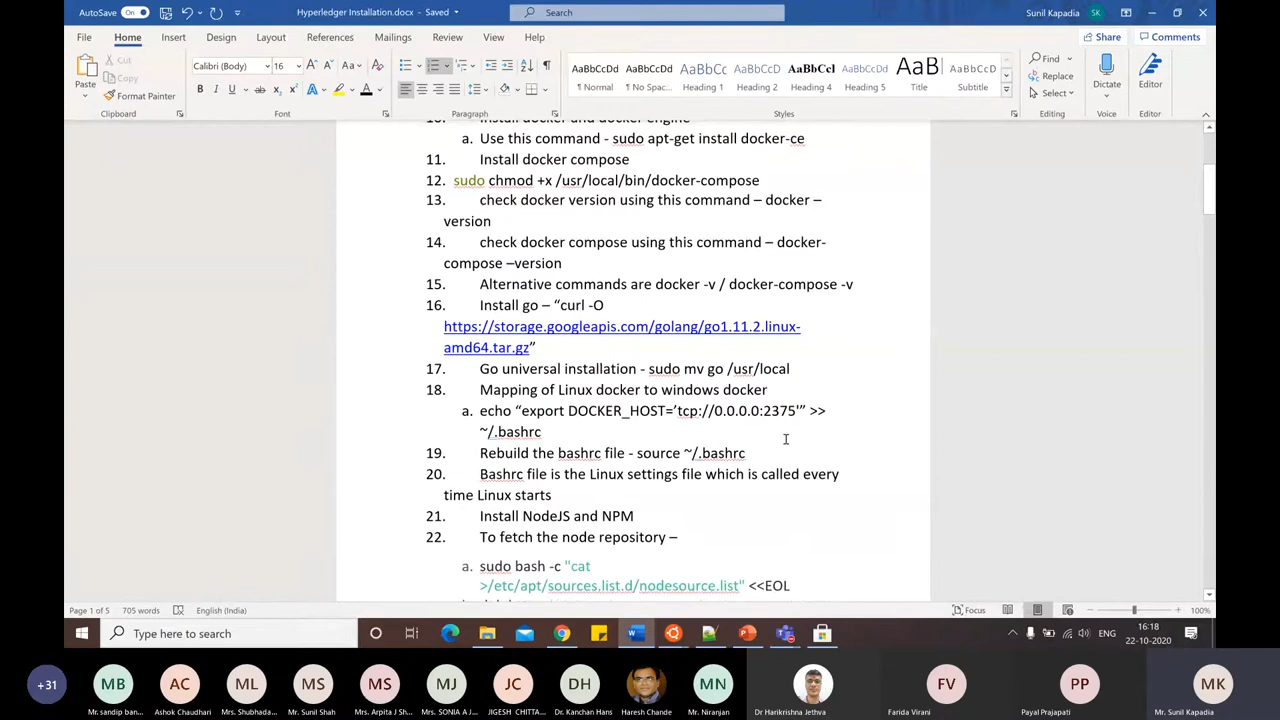 AutoSave On Hyperledger Installation.docx - Saved Search Sunil Kapadia SK
File Home Insert Design Layout References Mailings Review View Help Share Comments
Paste Cut Copy Format Painter Clipboard
Calibri (Body) 16 Font
Paragraph
AaBbCcDd AaBbCcDd AaBbCcD AaBbCcDd AaBbCcI AaBbCcD AaB AaBbCcDd
¶ Normal ¶ No Spac... Heading 1 Heading 2 Heading 4 Heading 5 Title Subtitle
Styles
Find Replace Select Editing
Dictate Voice
Editor Editor
10. Install docker and docker engine
a. Use this command - sudo apt-get install docker-ce
11. Install docker compose
12. sudo chmod +x /usr/local/bin/docker-compose
13. check docker version using this command – docker –
version
14. check docker compose using this command – docker-
compose –version
15. Alternative commands are docker -v / docker-compose -v
16. Install go – “curl -O
https://storage.googleapis.com/golang/go1.11.2.linux-
amd64.tar.gz”
17. Go universal installation - sudo mv go /usr/local
18. Mapping of Linux docker to windows docker
a. echo “export DOCKER_HOST=’tcp://0.0.0.0:2375’” >>
~/.bashrc
19. Rebuild the bashrc file - source ~/.bashrc
20. Bashrc file is the Linux settings file which is called every
time Linux starts
21. Install NodeJS and NPM
22. To fetch the node repository –
a. sudo bash -c "cat
>/etc/apt/sources.list.d/nodesource.list" <<EOL
Page 1 of 5 705 words English (India) Focus 100%
Type here to search ENG 16:18 22-10-2020
+31 MB AC ML MS MS MJ JC DH MN FV PP MK
Mr. sandip ban... Ashok Chaudhari Mrs. Shubhada... Mr. Sunil Shah Mrs. Arpita J Sh... Mrs. SONIA A J... JIGESH CHITTA... Dr. Kanchan Hans Haresh Chande Mr. Niranjan Dr Harikrishna Jethva Farida Virani Payal Prajapati Mr. Sunil Kapadia